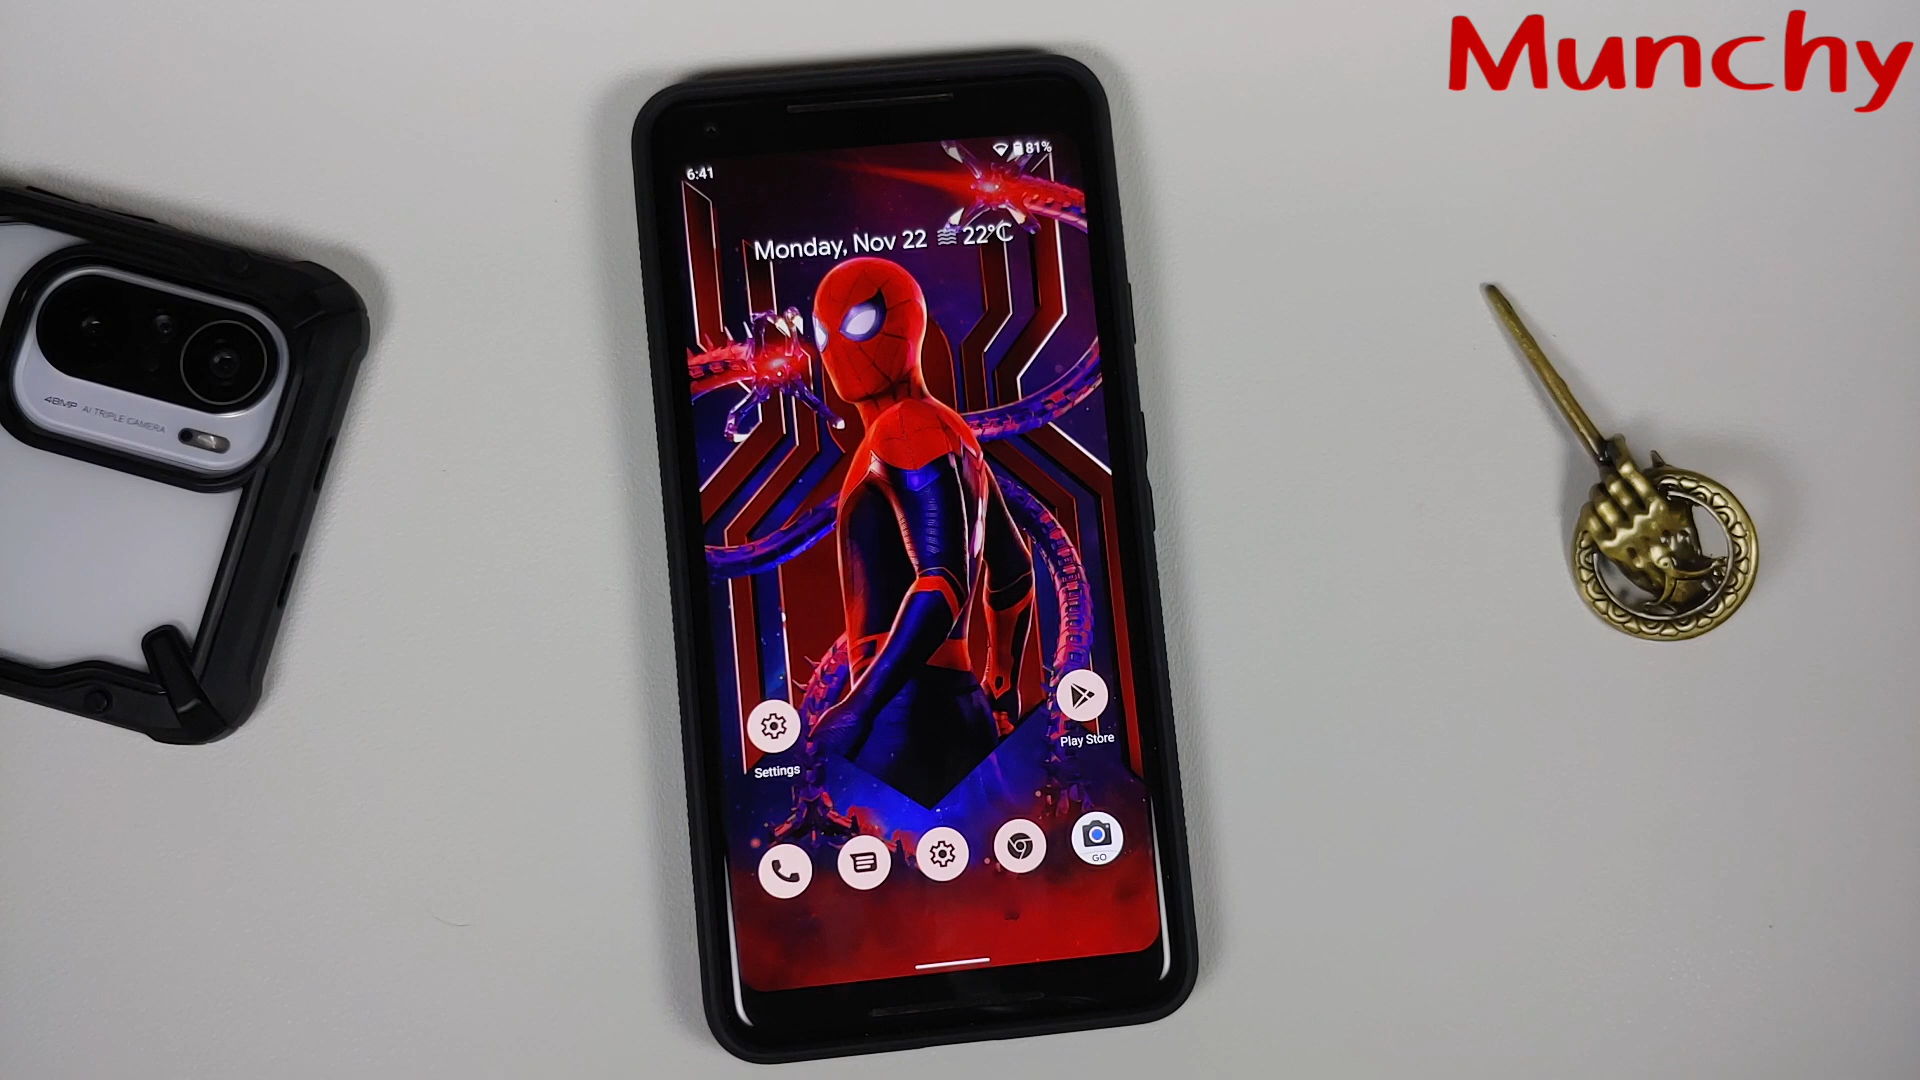 Munchy
6:41
81%
Monday, Nov 22 22°C
48MP AI TRIPLE CAMERA
Settings
Play Store
GO